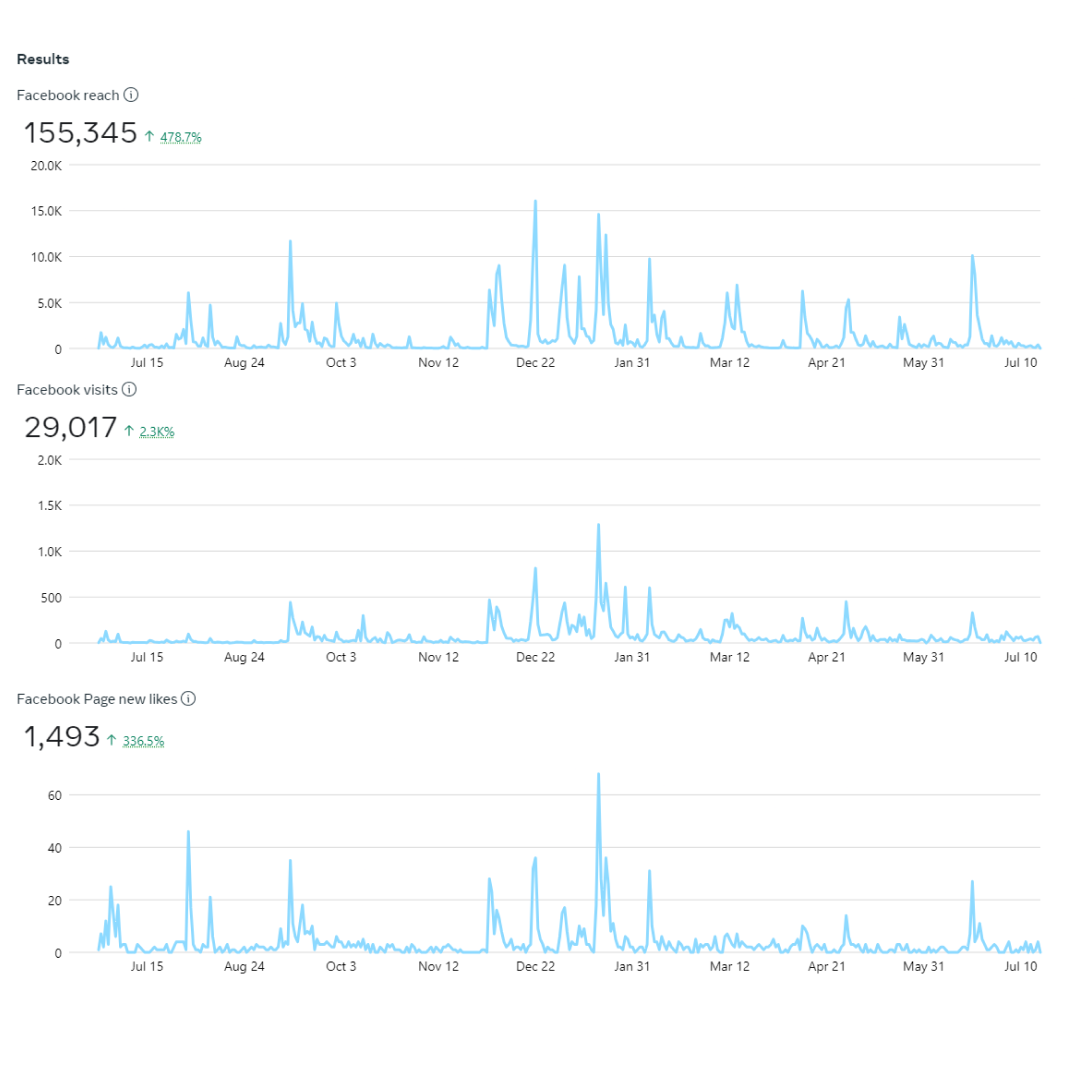 Results
Facebook reach
155,345 ↑ 478.7%
20.0K
15.0K
10.0K
5.0K
0
Jul 15 Aug 24 Oct 3 Nov 12 Dec 22 Jan 31 Mar 12 Apr 21 May 31 Jul 10
Facebook visits
29,017 ↑ 2.3K%
2.0K
1.5K
1.0K
500
0
Jul 15 Aug 24 Oct 3 Nov 12 Dec 22 Jan 31 Mar 12 Apr 21 May 31 Jul 10
Facebook Page new likes
1,493 ↑ 336.5%
60
40
20
0
Jul 15 Aug 24 Oct 3 Nov 12 Dec 22 Jan 31 Mar 12 Apr 21 May 31 Jul 10